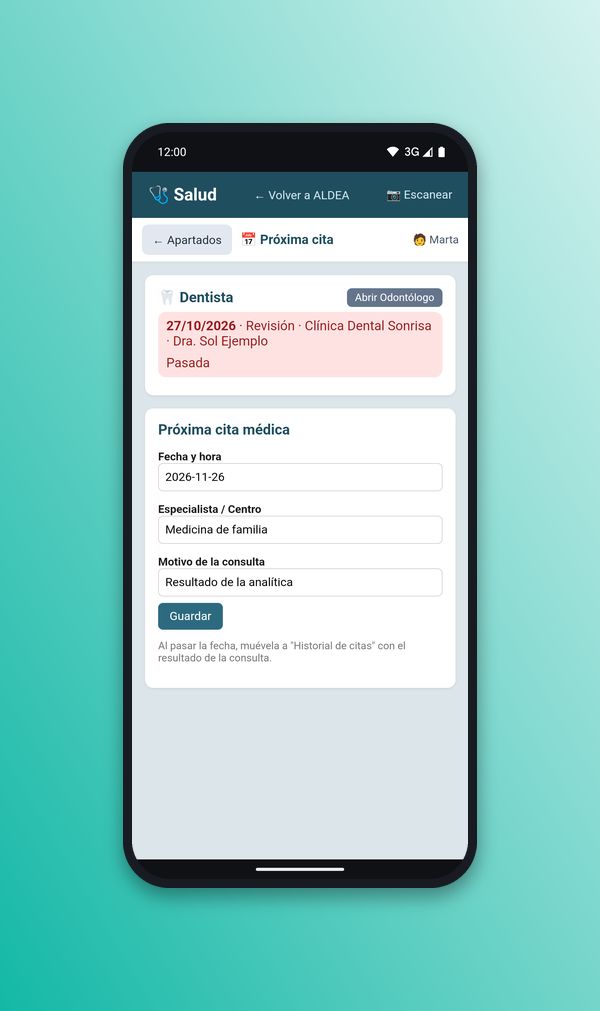 12:00
3G
Salud
← Volver a ALDEA
Escanear
← Apartados
Próxima cita
Marta
Dentista
Abrir Odontólogo
27/10/2026 · Revisión · Clínica Dental Sonrisa
· Dra. Sol Ejemplo
Pasada
Próxima cita médica
Fecha y hora
2026-11-26
Especialista / Centro
Medicina de familia
Motivo de la consulta
Resultado de la analítica
Guardar
Al pasar la fecha, muévela a "Historial de citas" con el
resultado de la consulta.